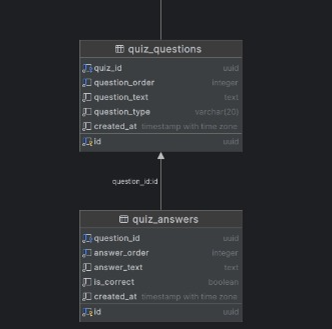 quiz_questions
quiz_id uuid
question_order integer
question_text text
question_type varchar(20)
created_at timestamp with time zone
id uuid
question_id:id
quiz_answers
question_id uuid
answer_order integer
answer_text text
is_correct boolean
created_at timestamp with time zone
id uuid